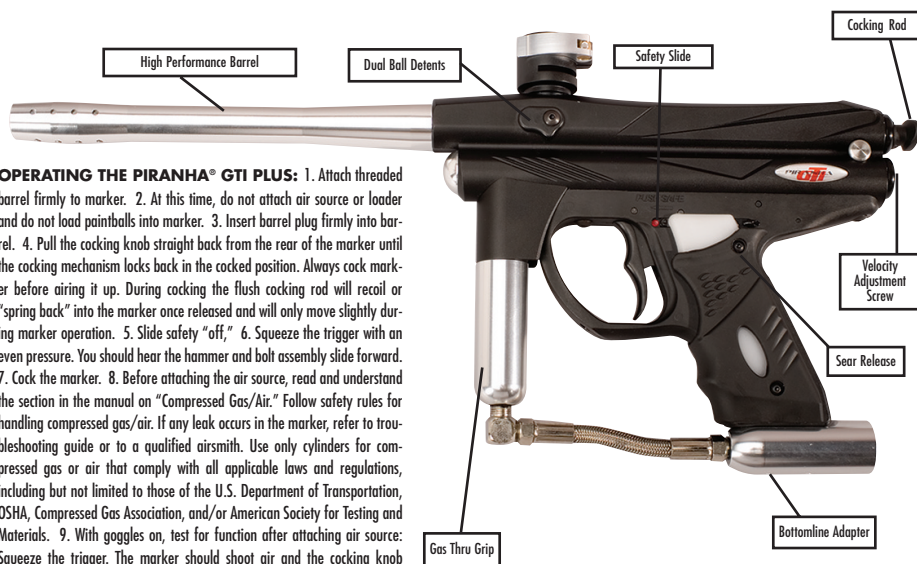 Cocking Rod
High Performance Barrel
Dual Ball Detents
Safety Slide
OPERATING THE PIRANHA® GTI PLUS: 1. Attach threaded
barrel firmly to marker. 2. At this time, do not attach air source or loader
and do not load paintballs into marker. 3. Insert barrel plug firmly into bar-
rel. 4. Pull the cocking knob straight back from the rear of the marker until
the cocking mechanism locks back in the cocked position. Always cock mark-
er before airing it up. During cocking the flush cocking rod will recoil or
“spring back” into the marker once released and will only move slightly dur-
ing marker operation. 5. Slide safety “off,” 6. Squeeze the trigger with an
even pressure. You should hear the hammer and bolt assembly slide forward.
7. Cock the marker. 8. Before attaching the air source, read and understand
the section in the manual on “Compressed Gas/Air.” Follow safety rules for
handling compressed gas/air. If any leak occurs in the marker, refer to trou-
bleshooting guide or to a qualified airsmith. Use only cylinders for com-
pressed gas or air that comply with all applicable laws and regulations,
including but not limited to those of the U.S. Department of Transportation,
OSHA, Compressed Gas Association, and/or American Society for Testing and
Materials. 9. With goggles on, test for function after attaching air source:
Squeeze the trigger. The marker should shoot air and the cocking knob
PUSH SAFE
GTI
Velocity
Adjustment
Screw
Sear Release
Bottomline Adapter
Gas Thru Grip